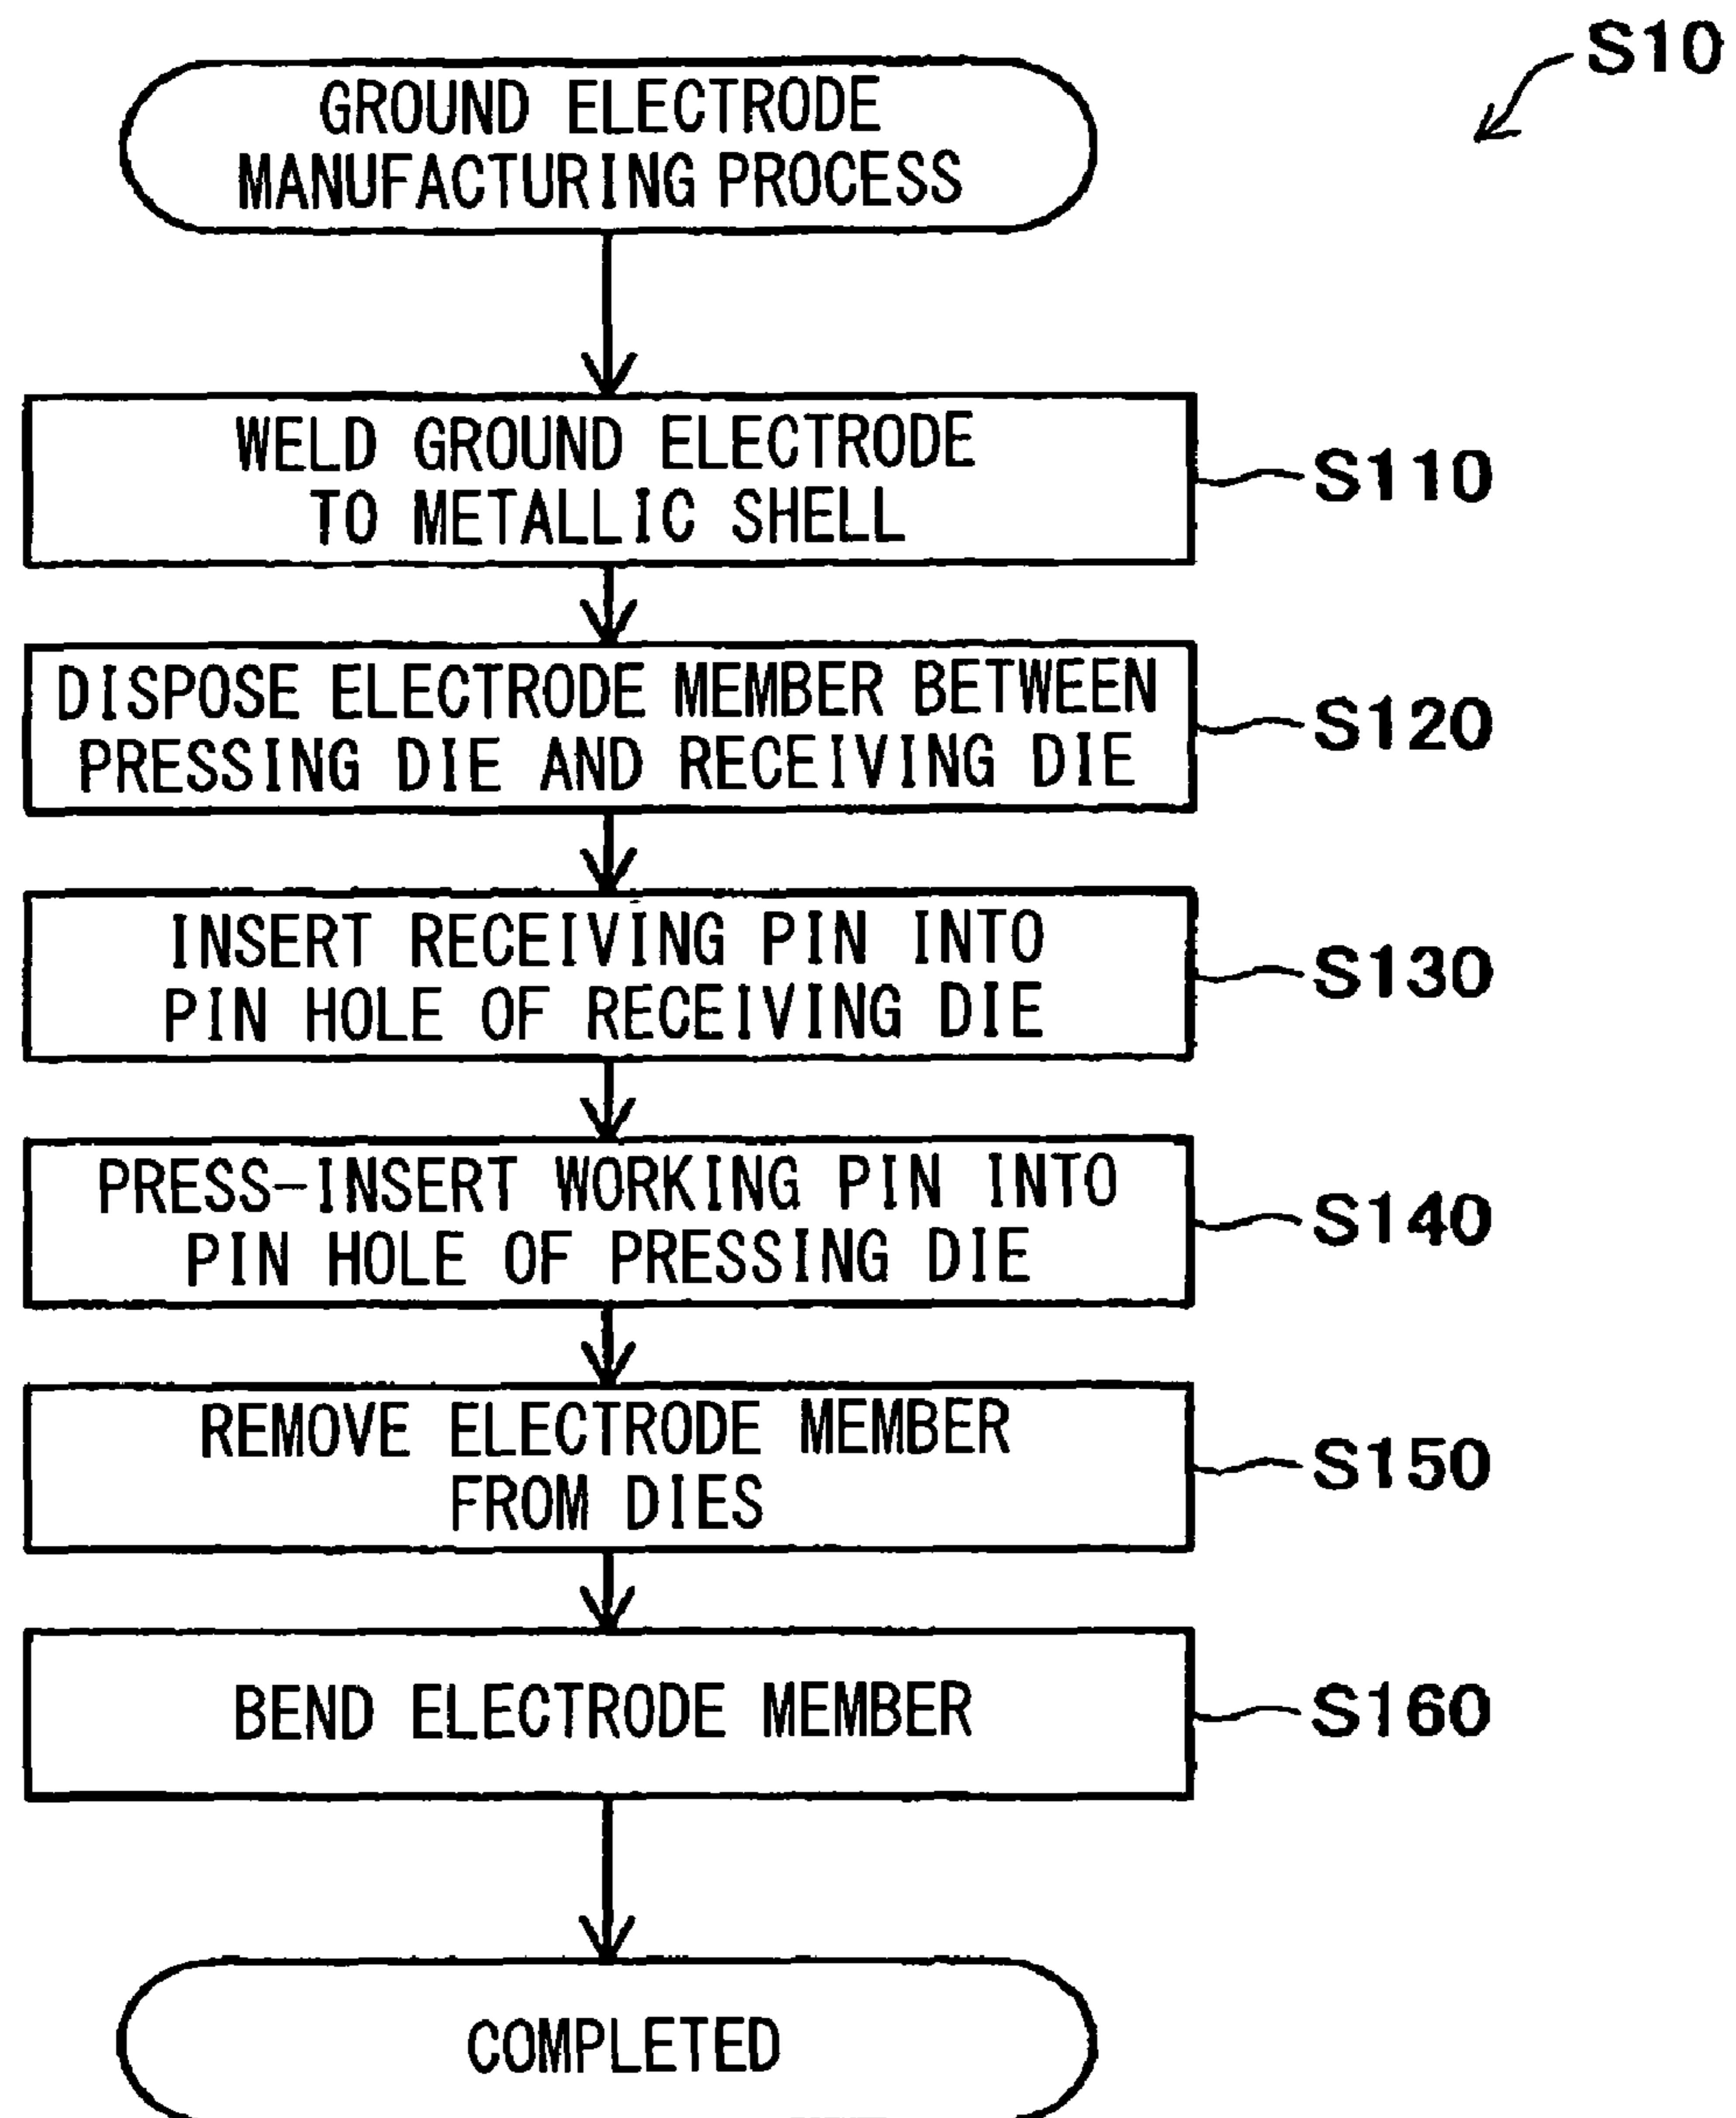 S10
GROUND ELECTRODE
MANUFACTURING PROCESS
WELD GROUND ELECTRODE
TO METALLIC SHELL
S110
DISPOSE ELECTRODE MEMBER BETWEEN
PRESSING DIE AND RECEIVING DIE
S120
INSERT RECEIVING PIN INTO
PIN HOLE OF RECEIVING DIE
S130
PRESS-INSERT WORKING PIN INTO
PIN HOLE OF PRESSING DIE
S140
REMOVE ELECTRODE MEMBER
FROM DIES
S150
BEND ELECTRODE MEMBER
S160
COMPLETED